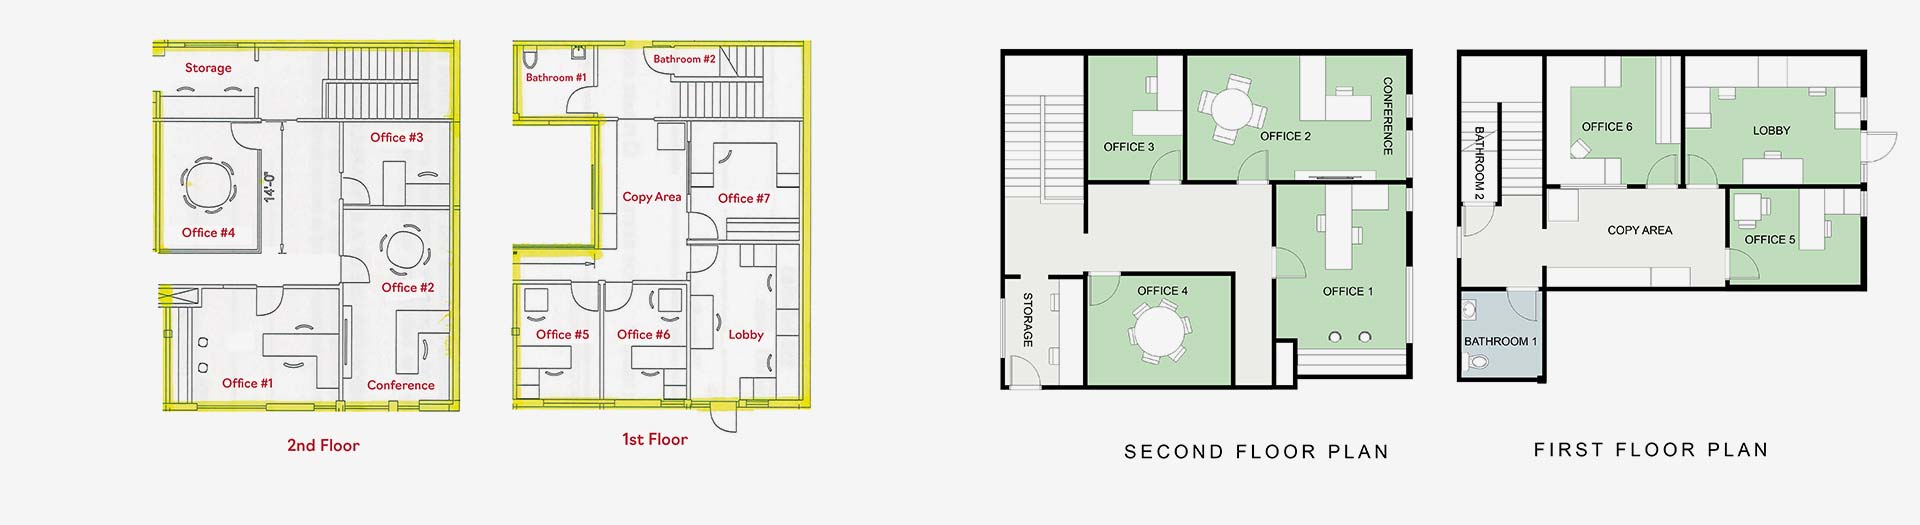 Storage
Office #3
14'-0"
Office #4
Office #2
Office #1
Conference
2nd Floor
Bathroom #1
Bathroom #2
Copy Area
Office #7
Office #5
Office #6
Lobby
1st Floor
OFFICE 3
OFFICE 2
CONFERENCE
STORAGE
OFFICE 4
OFFICE 1
SECOND FLOOR PLAN
BATHROOM 2
OFFICE 6
LOBBY
COPY AREA
OFFICE 5
BATHROOM 1
FIRST FLOOR PLAN